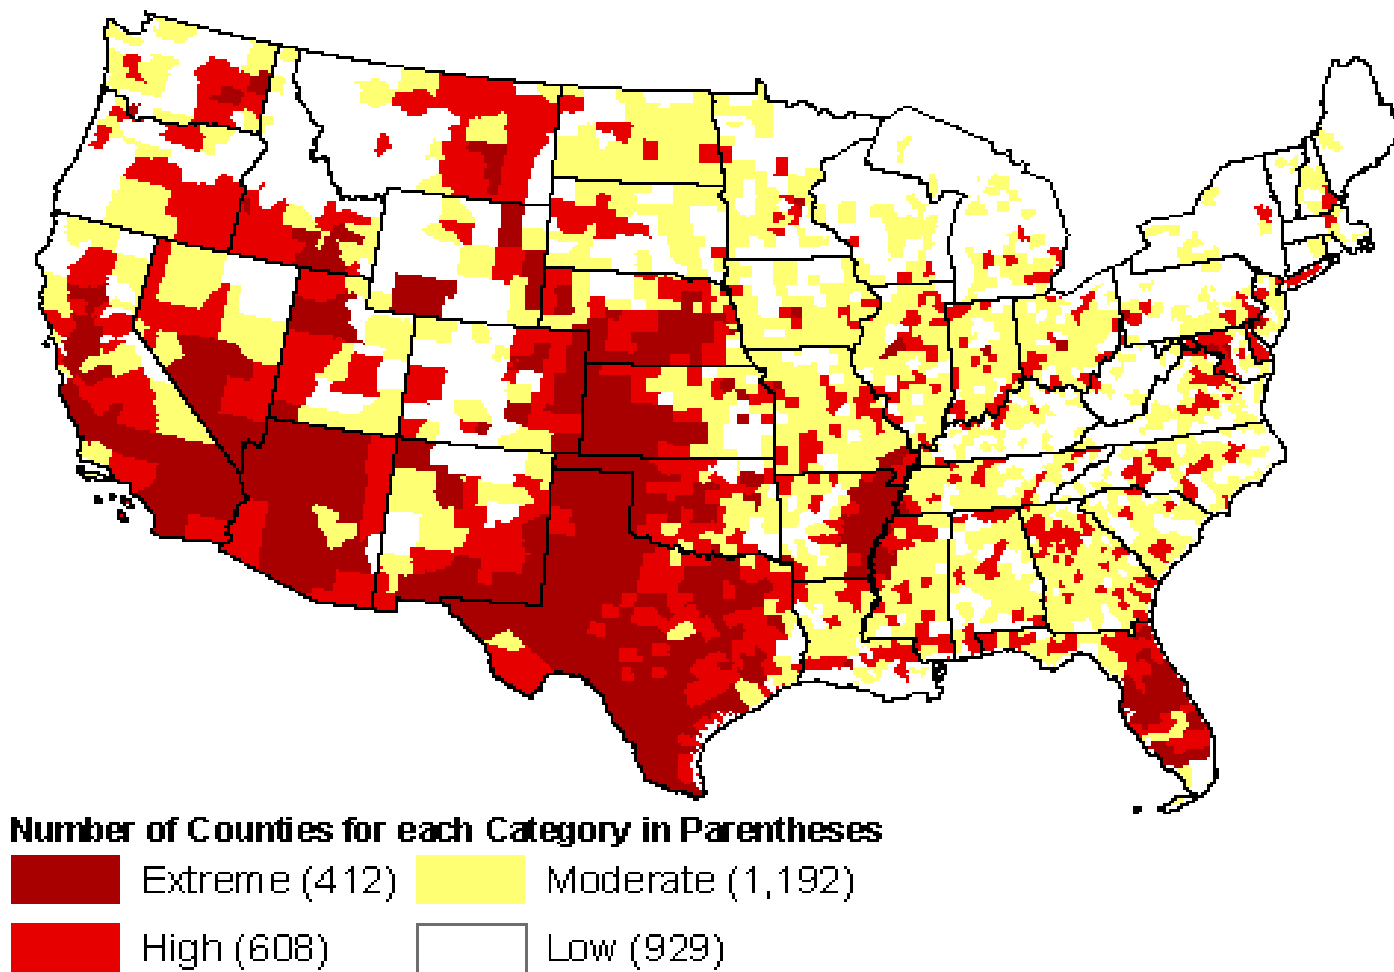 Number of Counties for each Category in Parentheses
Extreme (412) Moderate (1,192)
High (608) Low (929)